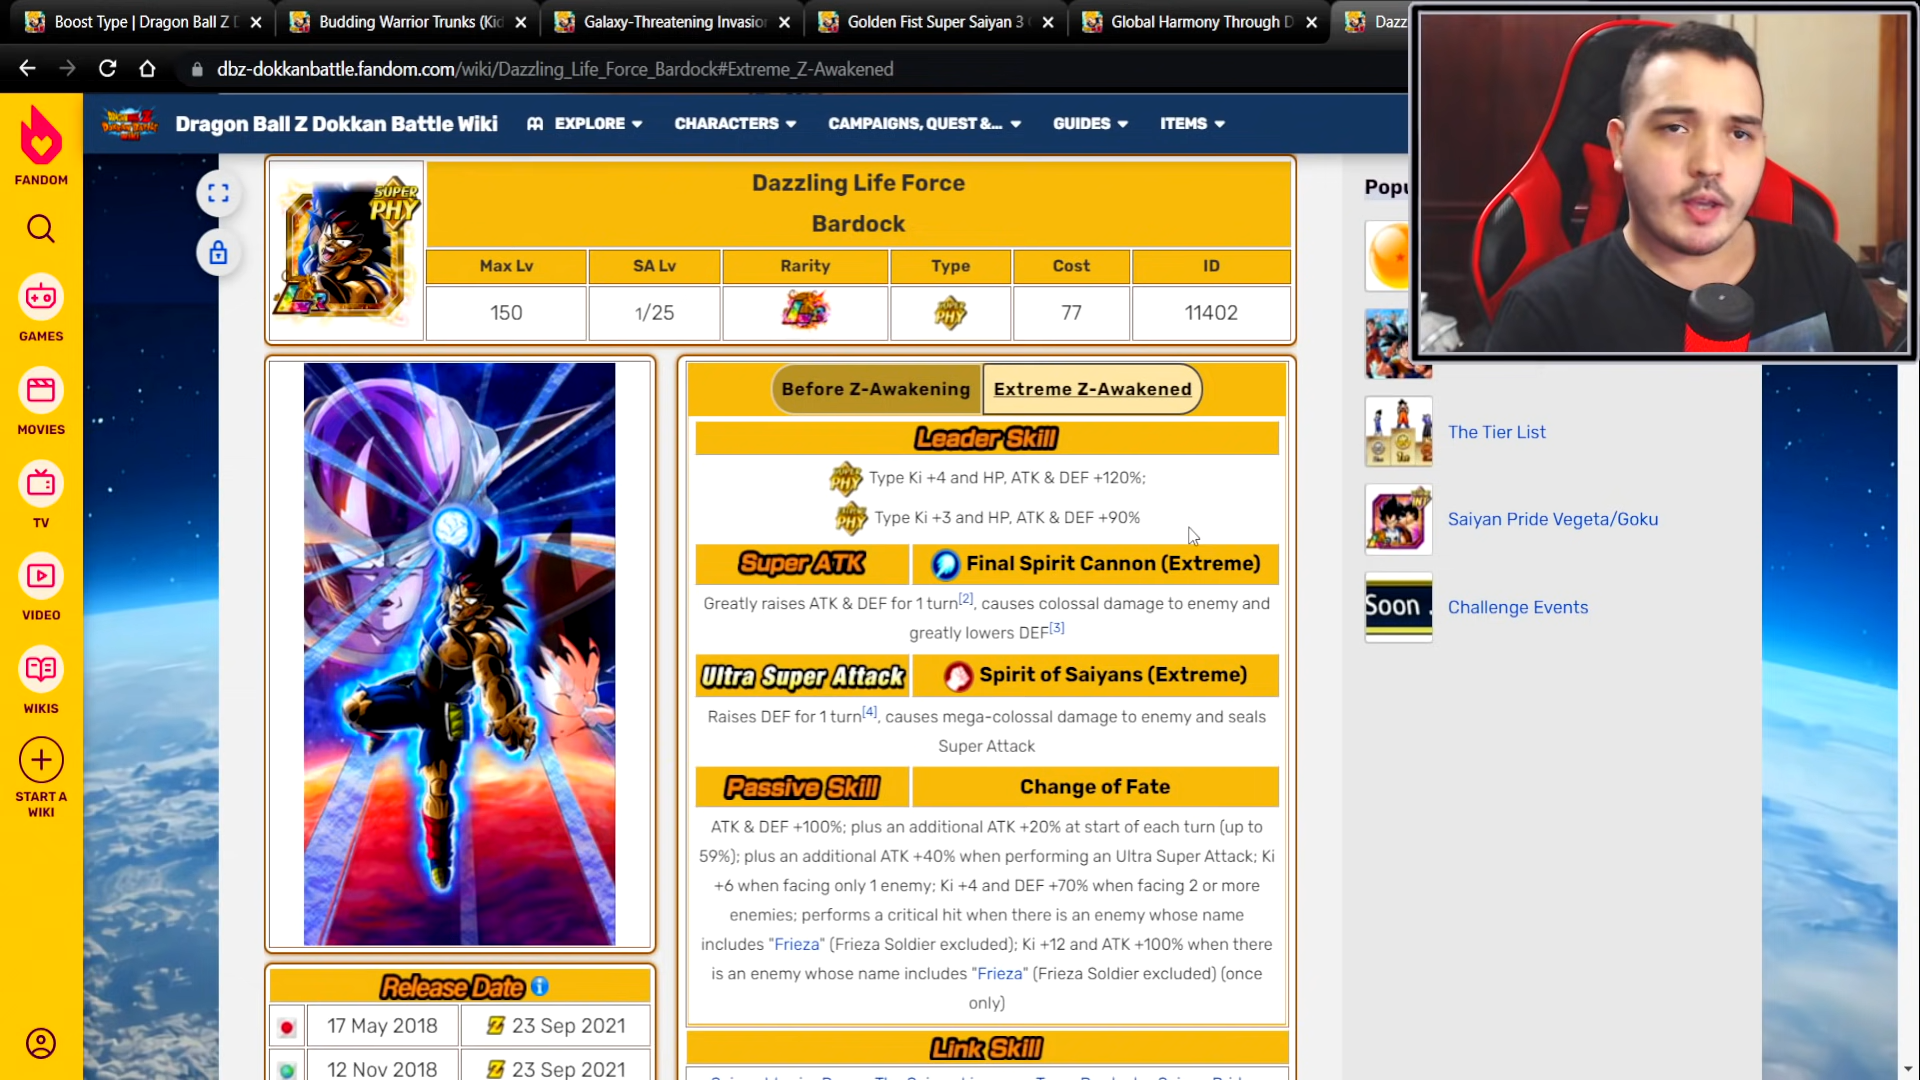 Boost Type | Dragon Ball Z D
Budding Warrior Trunks (Kid
Galaxy-Threatening Invasion
Golden Fist Super Saiyan 3
Global Harmony Through D
Dazz
dbz-dokkanbattle.fandom.com/wiki/Dazzling_Life_Force_Bardock#Extreme_Z-Awakened
Dragon Ball Z Dokkan Battle Wiki
EXPLORE
CHARACTERS
CAMPAIGNS, QUEST &...
GUIDES
ITEMS
FANDOM
GAMES
MOVIES
TV
VIDEO
WIKIS
START A
WIKI
SUPER
PHY
LR
Dazzling Life Force
Bardock
Max Lv SA Lv Rarity Type Cost ID
150 1/25 LR SUPER PHY 77 11402
Before Z-Awakening Extreme Z-Awakened
Leader Skill
SUPER PHY Type Ki +4 and HP, ATK & DEF +120%;
SUPER PHY Type Ki +3 and HP, ATK & DEF +90%
Super ATK Final Spirit Cannon (Extreme)
Greatly raises ATK & DEF for 1 turn[2], causes colossal damage to enemy and
greatly lowers DEF[3]
Ultra Super Attack Spirit of Saiyans (Extreme)
Raises DEF for 1 turn[4], causes mega-colossal damage to enemy and seals
Super Attack
Passive Skill Change of Fate
ATK & DEF +100%; plus an additional ATK +20% at start of each turn (up to
59%); plus an additional ATK +40% when performing an Ultra Super Attack; Ki
+6 when facing only 1 enemy; Ki +4 and DEF +70% when facing 2 or more
enemies; performs a critical hit when there is an enemy whose name
includes "Frieza" (Frieza Soldier excluded); Ki +12 and ATK +100% when there
is an enemy whose name includes "Frieza" (Frieza Soldier excluded) (once
only)
Link Skill
Release Date
17 May 2018 Z 23 Sep 2021
12 Nov 2018 Z 23 Sep 2021
Popu
The Tier List
Saiyan Pride Vegeta/Goku
Soon .
Challenge Events